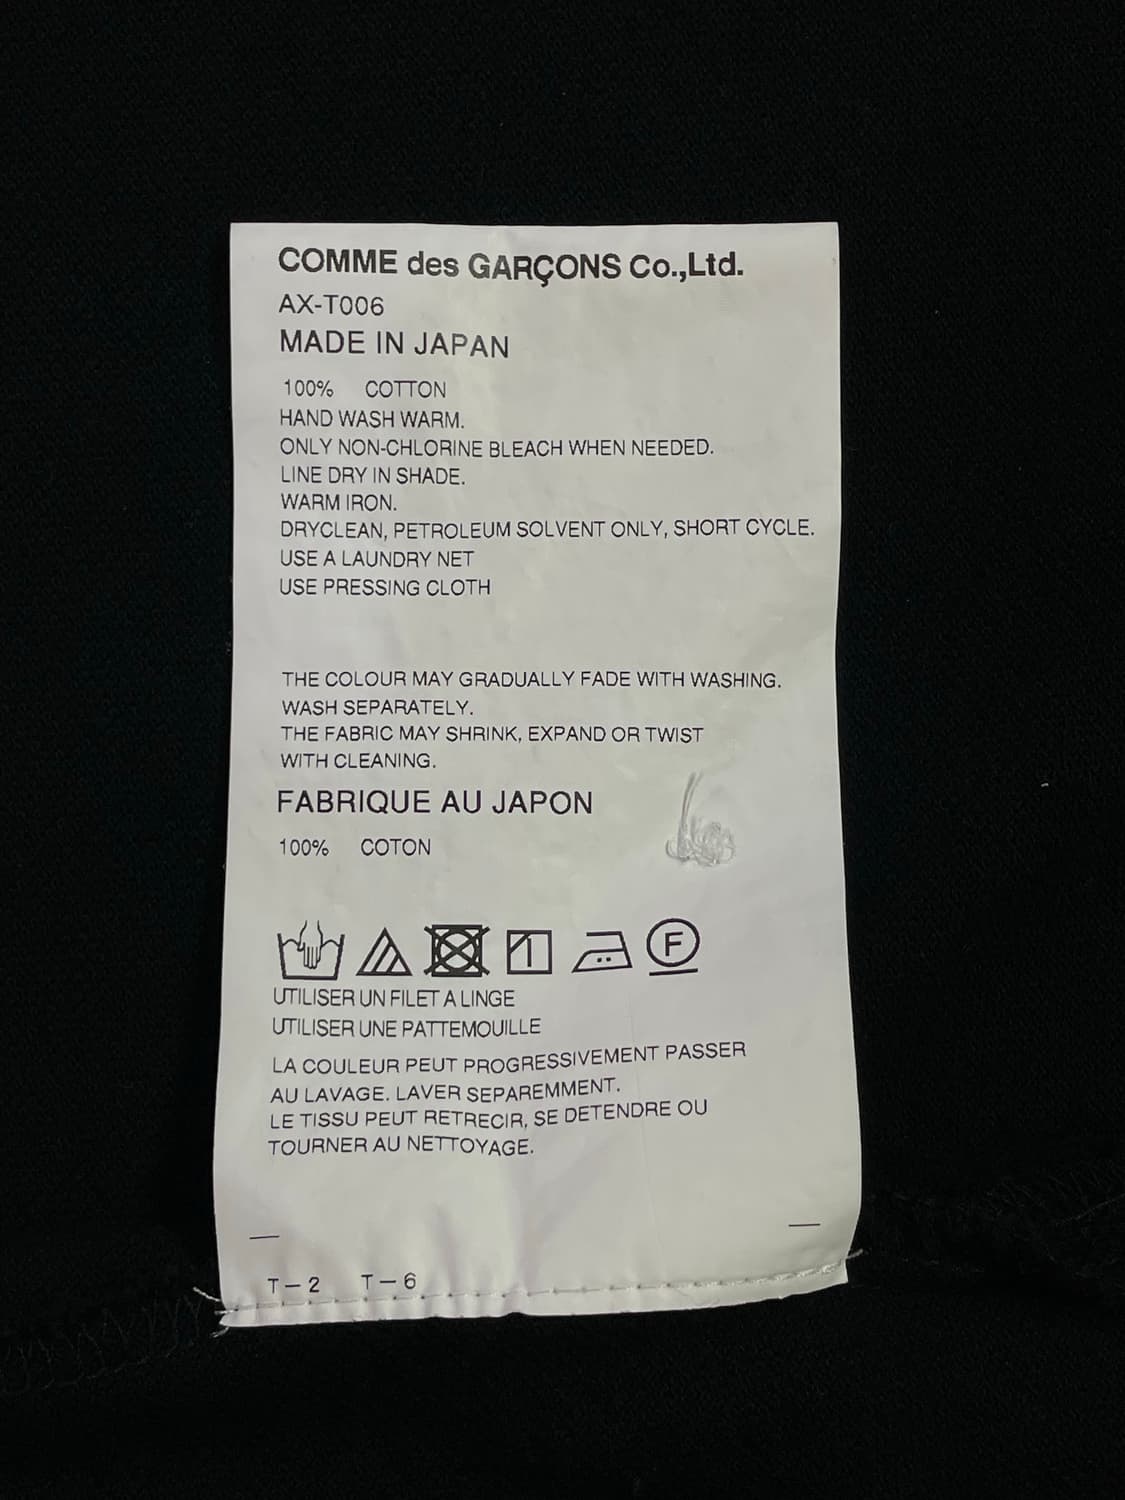 COMME des GARÇONS Co.,Ltd.
AX-T006
MADE IN JAPAN
100% COTTON
HAND WASH WARM.
ONLY NON-CHLORINE BLEACH WHEN NEEDED.
LINE DRY IN SHADE.
WARM IRON.
DRYCLEAN, PETROLEUM SOLVENT ONLY, SHORT CYCLE.
USE A LAUNDRY NET
USE PRESSING CLOTH
THE COLOUR MAY GRADUALLY FADE WITH WASHING.
WASH SEPARATELY.
THE FABRIC MAY SHRINK, EXPAND OR TWIST
WITH CLEANING.
FABRIQUE AU JAPON
100% COTON
F
UTILISER UN FILET A LINGE
UTILISER UNE PATTEMOUILLE
LA COULEUR PEUT PROGRESSIVEMENT PASSER
AU LAVAGE. LAVER SEPAREMMENT.
LE TISSU PEUT RETRECIR, SE DETENDRE OU
TOURNER AU NETTOYAGE.
T-2 T-6